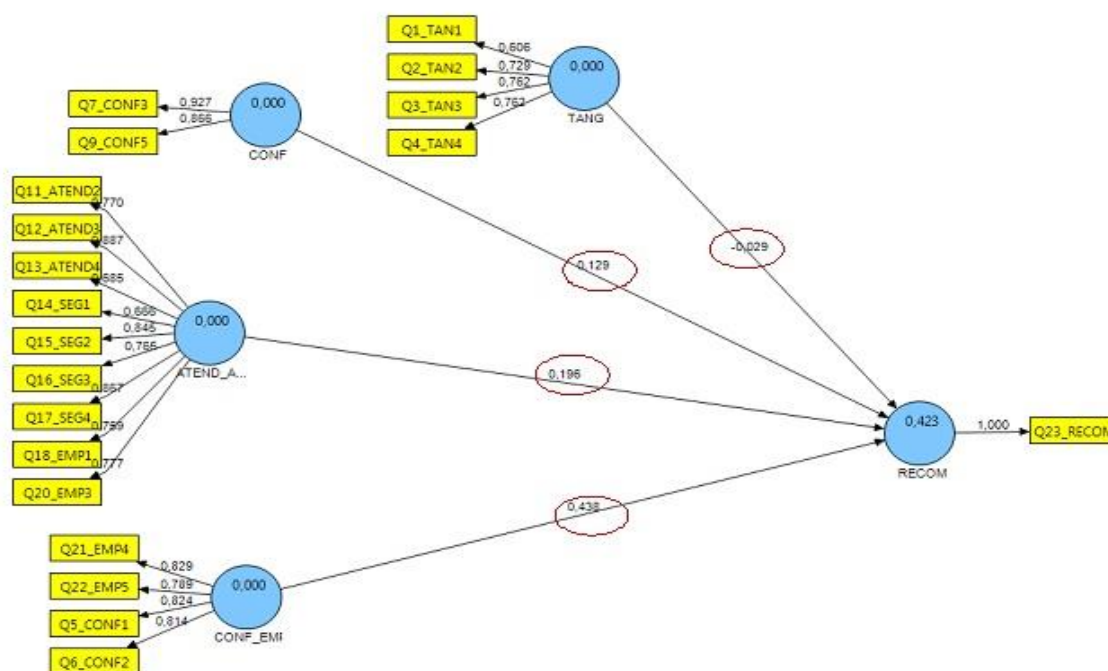 Q1_TAN1
0,606
Q2_TAN2
0,729
Q3_TAN3
0,762
Q4_TAN4
0,762
0,000
TANG
Q7_CONF3
0,927
Q9_CONF5
0,866
0,000
CONF
-0,029
0,129
Q11_ATEND2
0,770
Q12_ATEND3
0,887
Q13_ATEND4
0,685
Q14_SEG1
0,666
Q15_SEG2
0,845
Q16_SEG3
0,766
Q17_SEG4
0,867
Q18_EMP1
0,759
Q20_EMP3
0,777
0,000
ATEND_A...
0,196
0,423
RECOM
1,000
Q23_RECOM
0,438
Q21_EMP4
0,829
Q22_EMP5
0,789
Q5_CONF1
0,824
Q6_CONF2
0,814
0,000
CONF_EMI